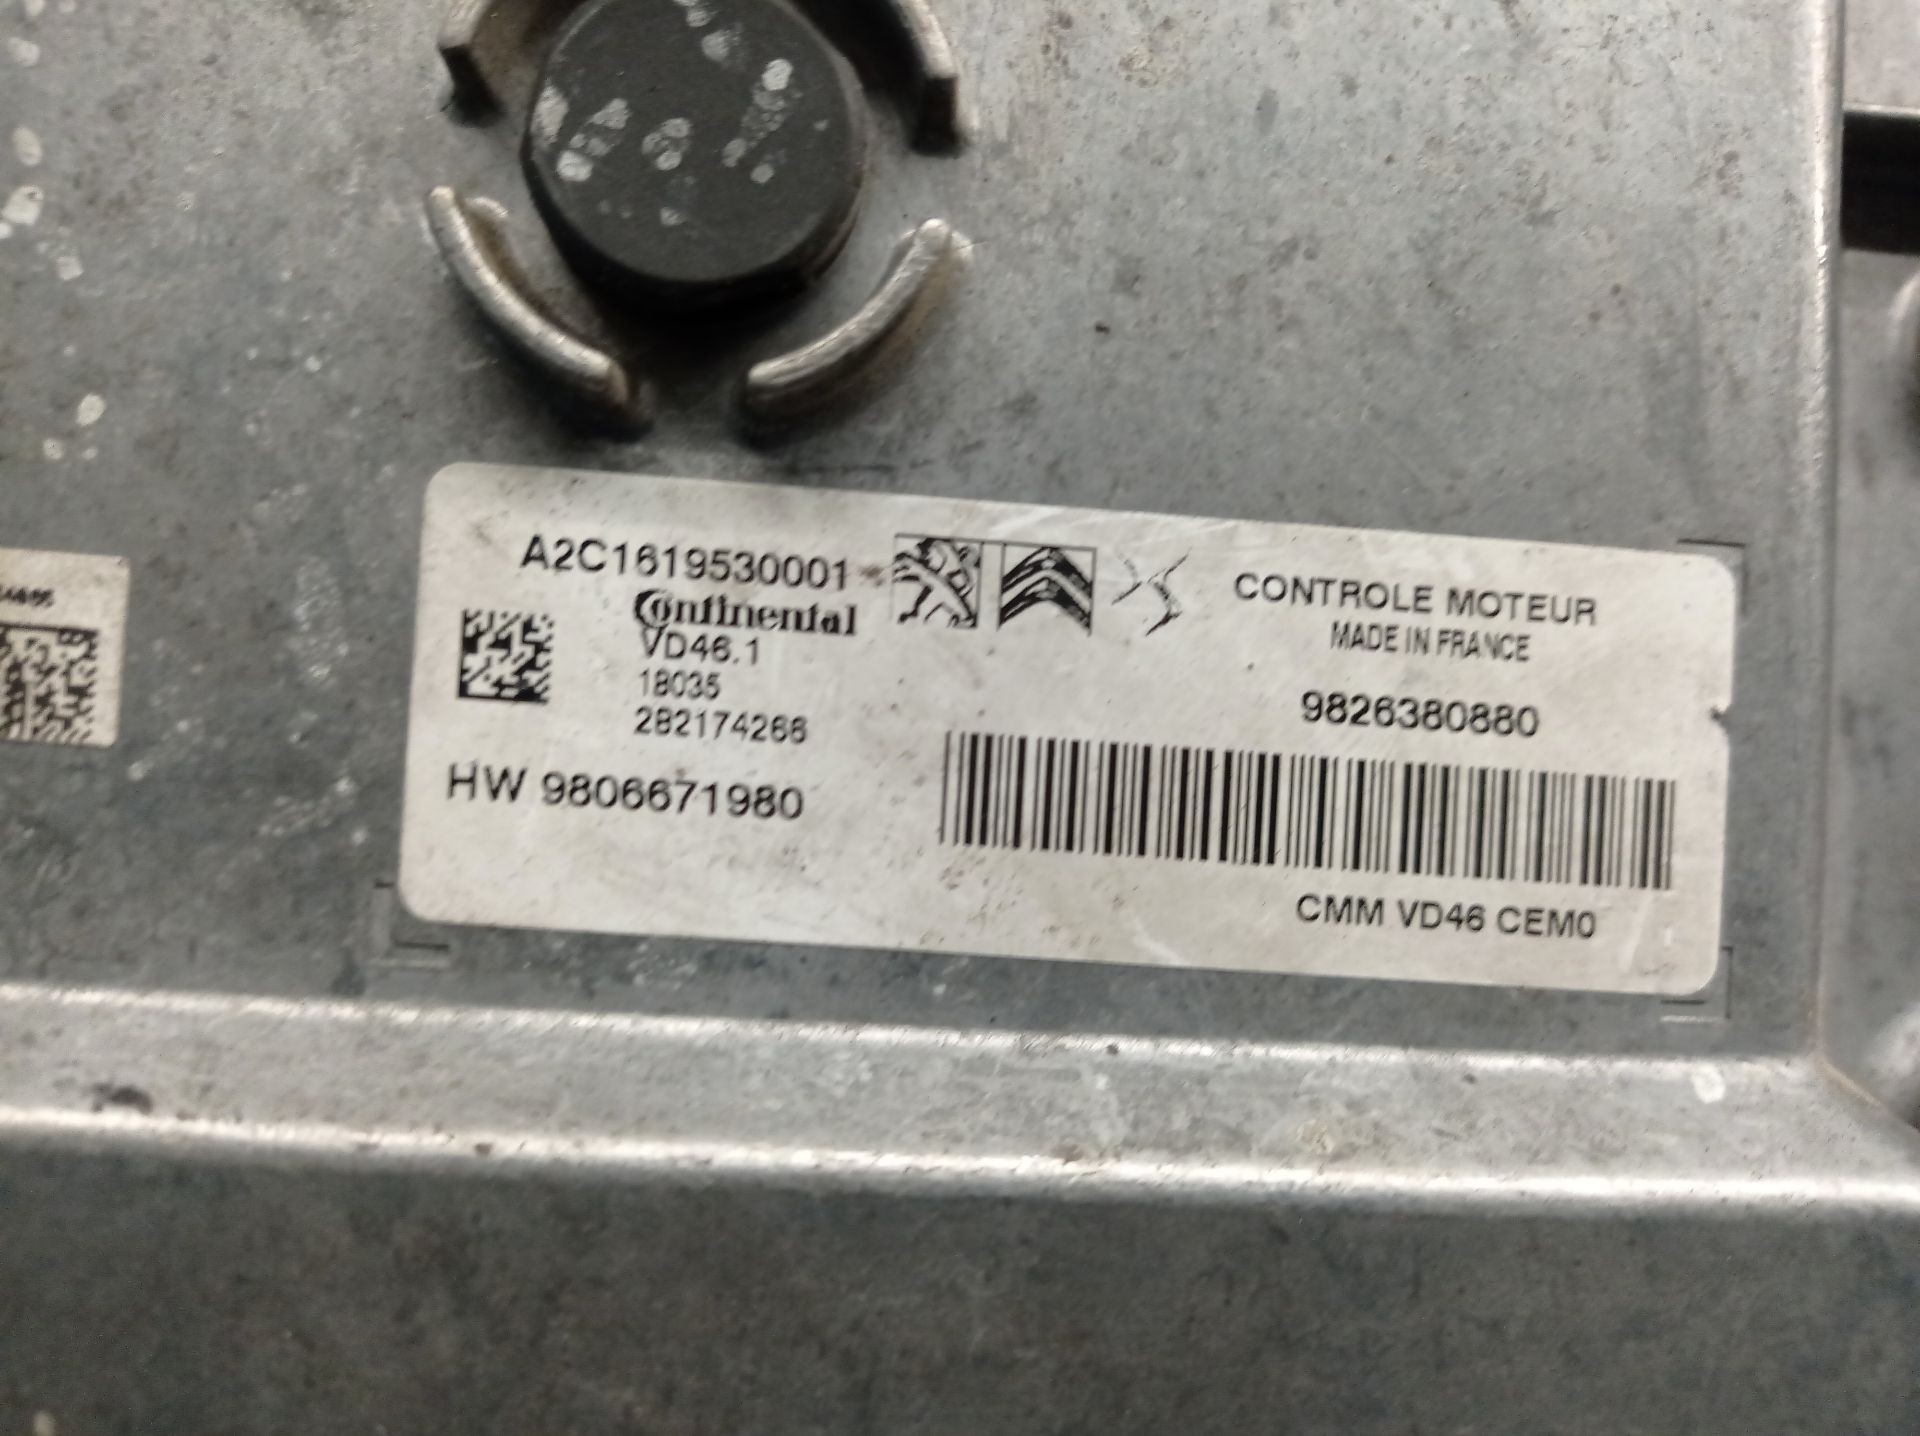 A2C1619530001
Continental
VD46.1
18035
282174266
HW 9806671980
CONTROLE MOTEUR
MADE IN FRANCE
9826380880
CMM VD46 CEM0